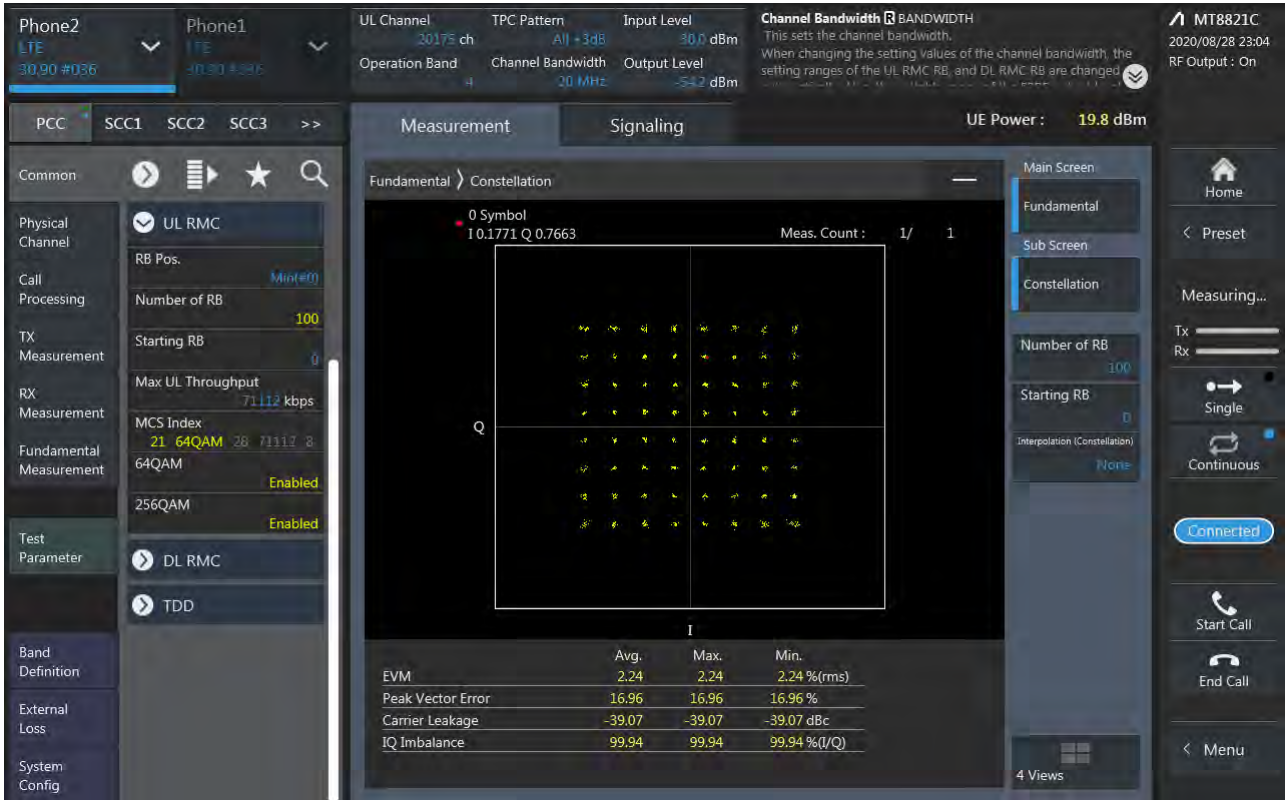 Phone2
LTE
30.90 #036
Phone1
LTE
UL Channel
20175 ch
TPC Pattern
All +3dB
Input Level
30.0 dBm
Operation Band
4
Channel Bandwidth
20 MHz
Output Level
-54.2 dBm
Channel Bandwidth R BANDWIDTH
This sets the channel bandwidth.
When changing the setting values of the channel bandwidth, the
setting ranges of the UL RMC RB, and DL RMC RB are changed
MT8821C
2020/08/28 23:04
RF Output : On
PCC
SCC1
SCC2
SCC3
>>
Measurement
Signaling
UE Power : 19.8 dBm
Common
Physical
Channel
Call
Processing
TX
Measurement
RX
Measurement
Fundamental
Measurement
Test
Parameter
Band
Definition
External
Loss
System
Config
UL RMC
RB Pos.
Min(#0)
Number of RB
100
Starting RB
0
Max UL Throughput
71112 kbps
MCS Index
21 64QAM 26 71112 8
64QAM
Enabled
256QAM
Enabled
DL RMC
TDD
Fundamental > Constellation
0 Symbol
I 0.1771 Q 0.7663
Meas. Count : 1/ 1
Q
I
Avg. Max. Min.
EVM 2.24 2.24 2.24 %(rms)
Peak Vector Error 16.96 16.96 16.96 %
Carrier Leakage -39.07 -39.07 -39.07 dBc
IQ Imbalance 99.94 99.94 99.94 %(I/Q)
Main Screen
Fundamental
Sub Screen
Constellation
Number of RB
100
Starting RB
0
Interpolation (Constellation)
None
4 Views
Home
< Preset
Measuring...
Tx
Rx
Single
Continuous
Connected
Start Call
End Call
< Menu